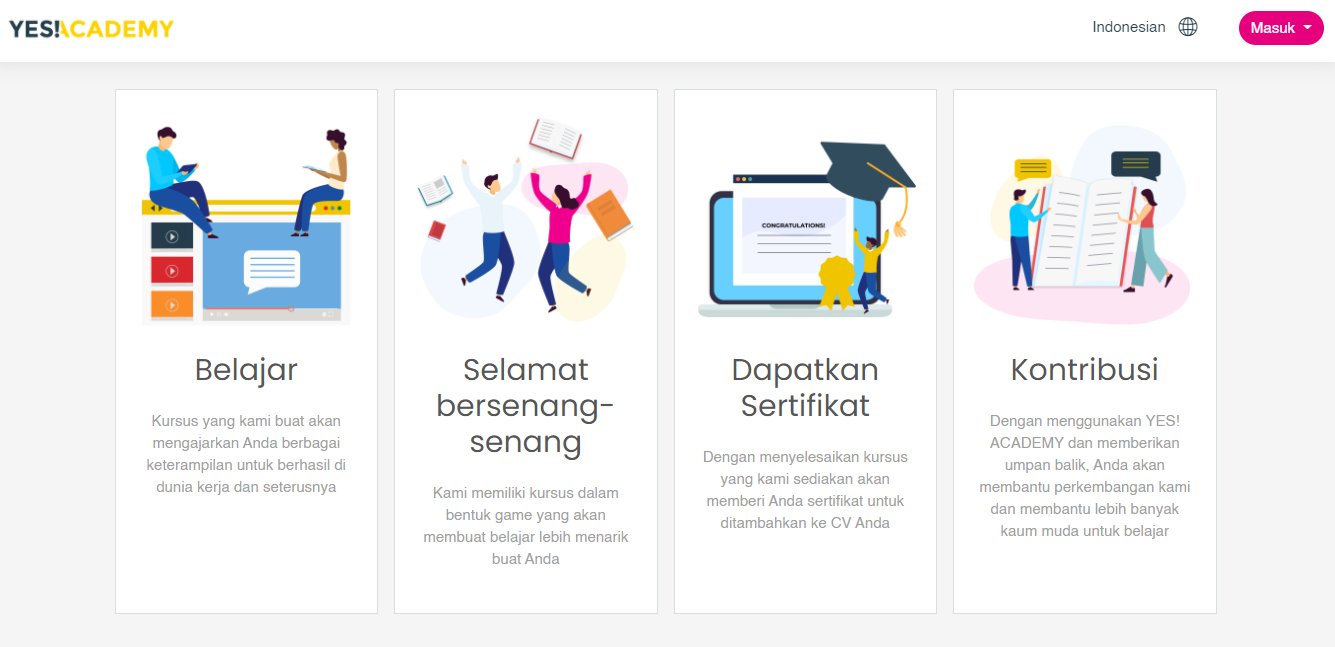 YES!ACADEMY
Indonesian
Masuk
CONGRATULATIONS!
Belajar
Kursus yang kami buat akan
mengajarkan Anda berbagai
keterampilan untuk berhasil di
dunia kerja dan seterusnya
Selamat
bersenang-
senang
Kami memiliki kursus dalam
bentuk game yang akan
membuat belajar lebih menarik
buat Anda
Dapatkan
Sertifikat
Dengan menyelesaikan kursus
yang kami sediakan akan
memberi Anda sertifikat untuk
ditambahkan ke CV Anda
Kontribusi
Dengan menggunakan YES!
ACADEMY dan memberikan
umpan balik, Anda akan
membantu perkembangan kami
dan membantu lebih banyak
kaum muda untuk belajar